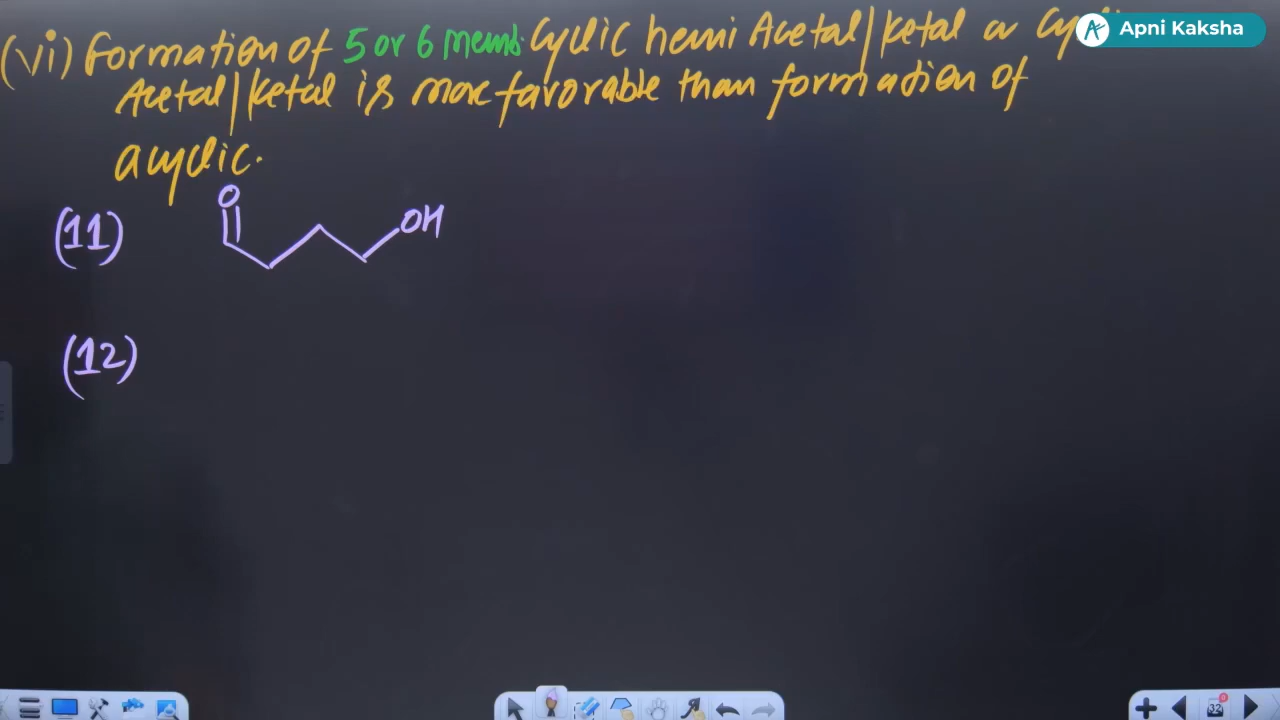 (vi) Formation of 5 or 6 memb. Cyclic hemi Acetal/ketal or
Acetal/ketal is more favorable than formation of
acyclic.
(11) O OH
(12)
Apni Kaksha
32